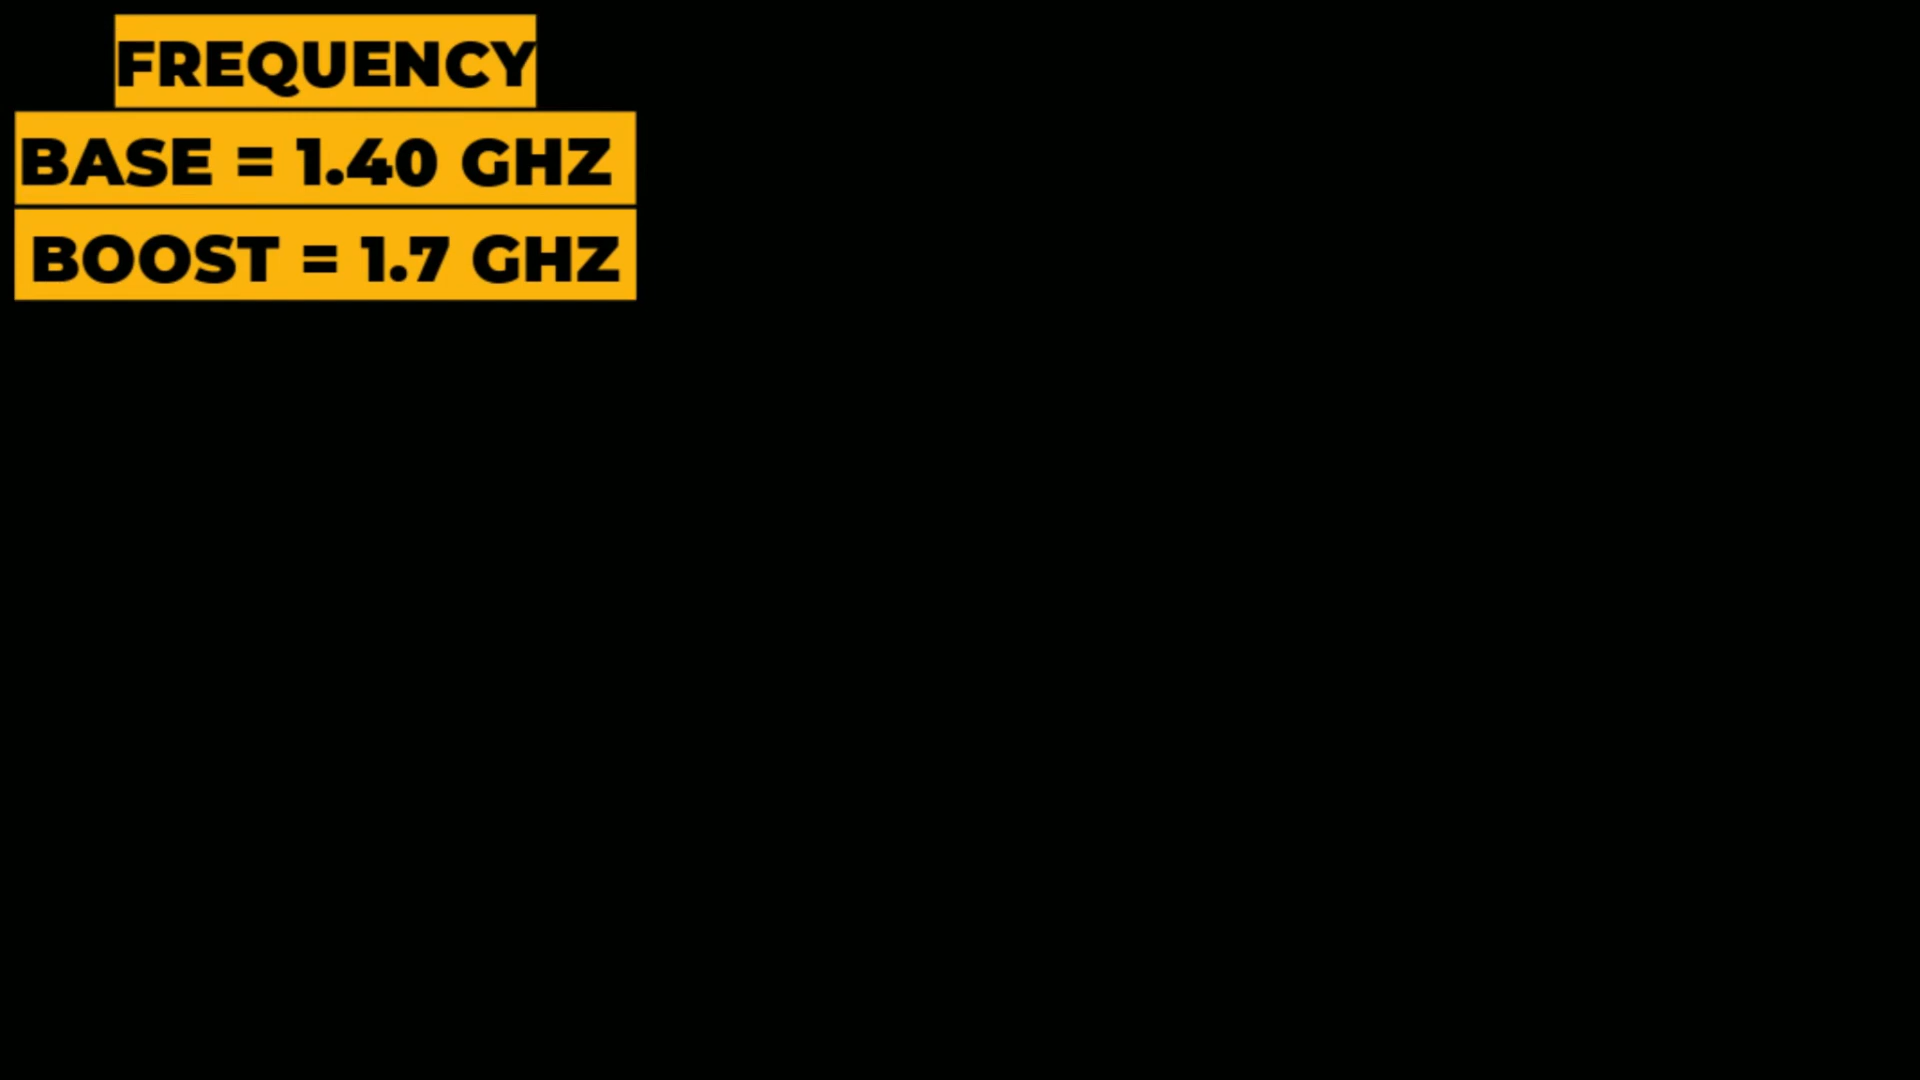 FREQUENCY
BASE = 1.40 GHZ
BOOST = 1.7 GHZ